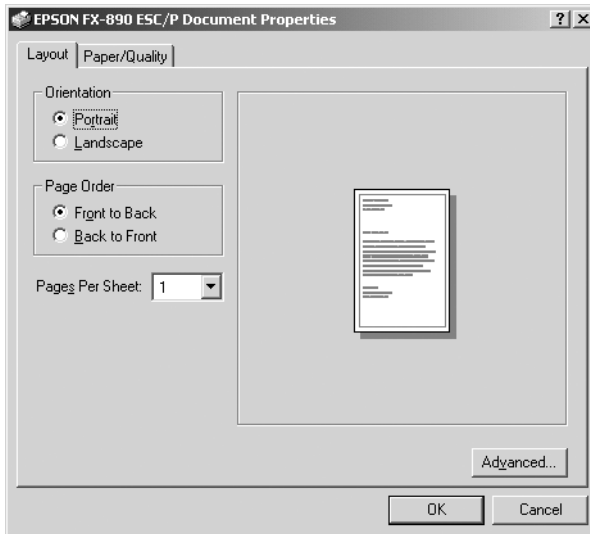 EPSON FX-890 ESC/P Document Properties
Layout
Paper/Quality
Orientation
Portrait
Landscape
Page Order
Front to Back
Back to Front
Pages Per Sheet: 1
Advanced...
OK
Cancel